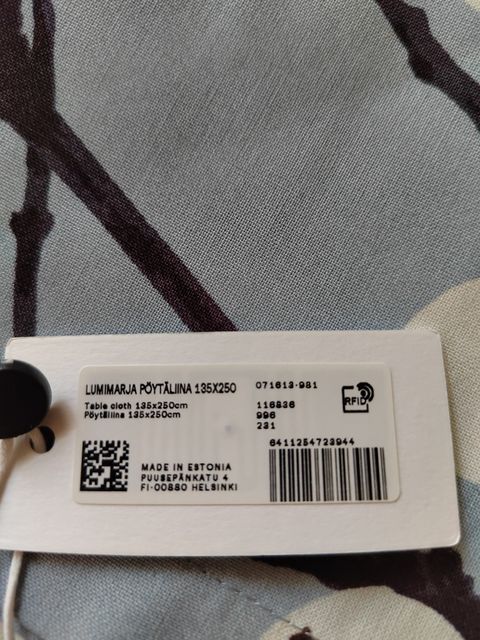 LUMIMARJA PÖYTÄLIINA 135X250
Table cloth 135x250cm
Pöytäliina 135x250cm
071613-981
116836
996
231
RFID
6411254723944
MADE IN ESTONIA
PUUSEPÄNKATU 4
FI-00880 HELSINKI